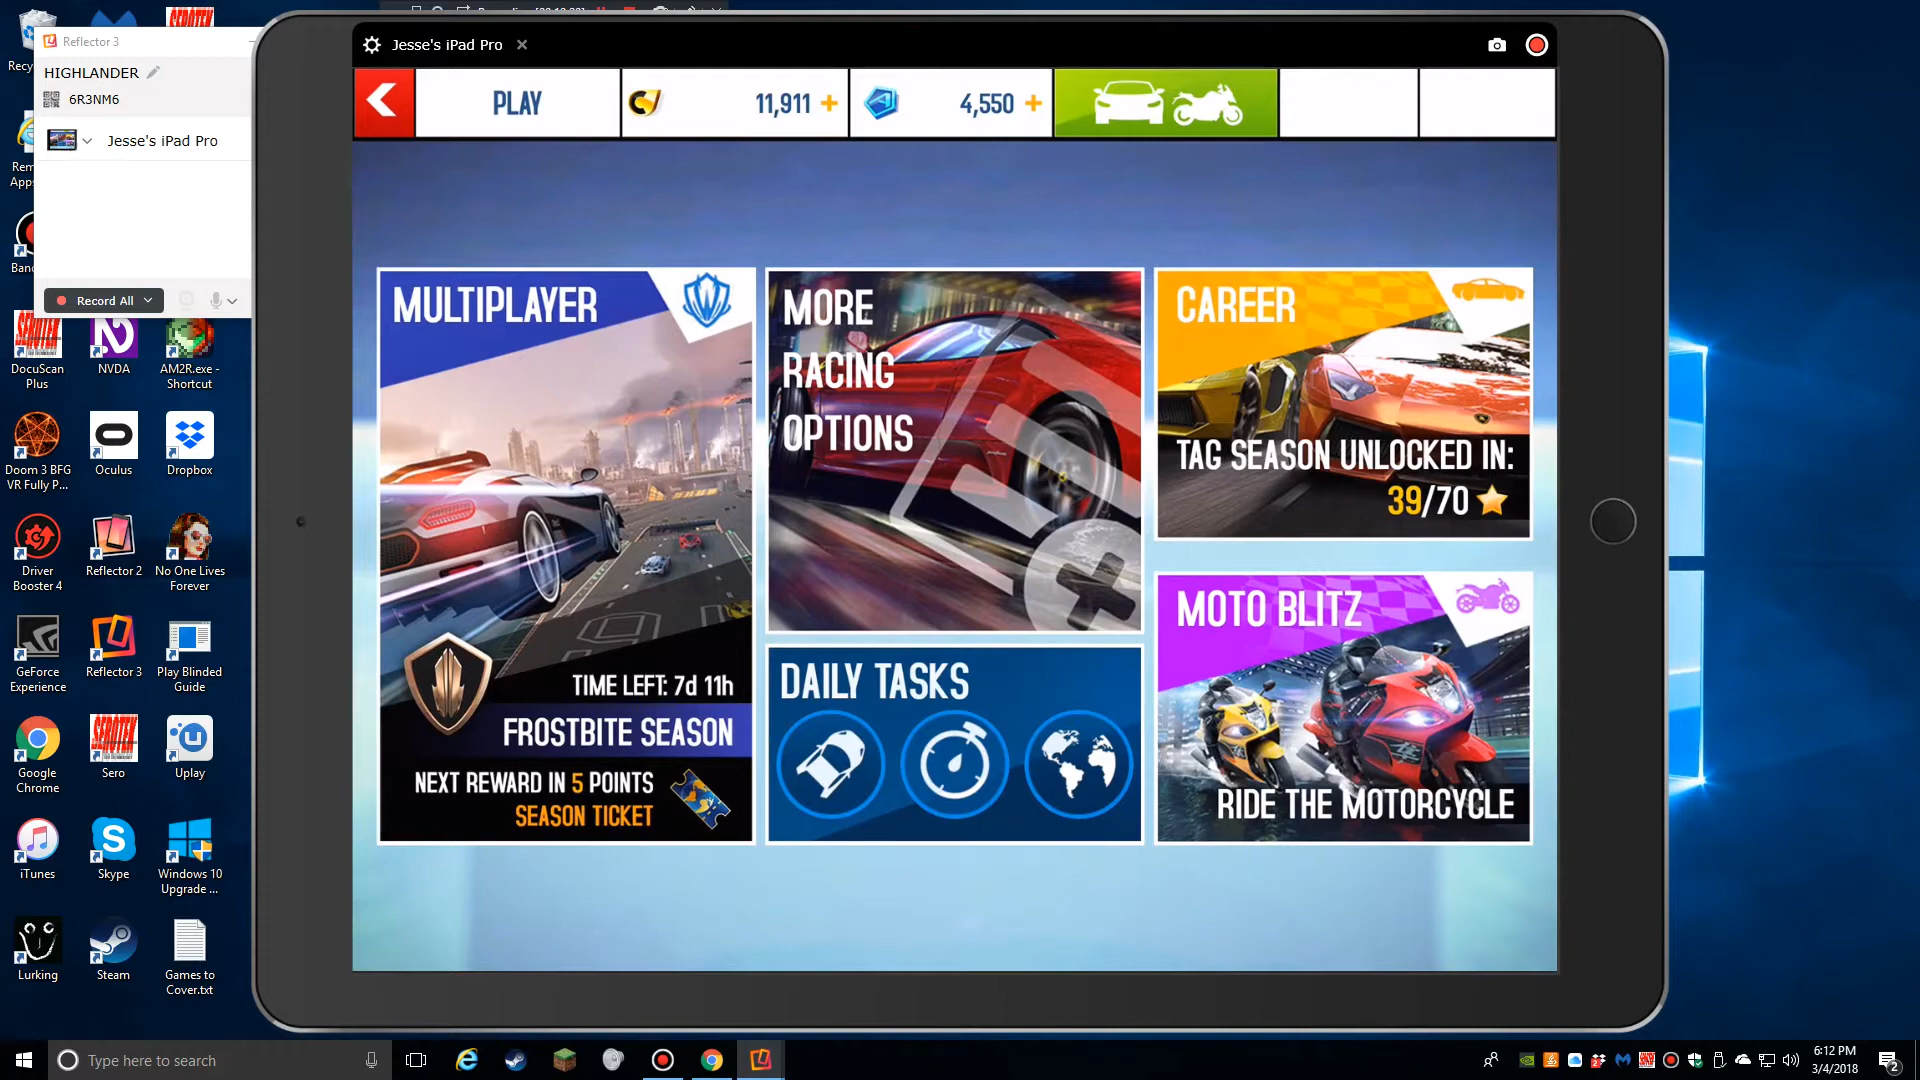 Reflector 3
HIGHLANDER
6R3NM6
Jesse's iPad Pro
Record All
Jesse's iPad Pro
PLAY
11,911
4,550
MULTIPLAYER
TIME LEFT: 7d 11h
FROSTBITE SEASON
NEXT REWARD IN 5 POINTS
SEASON TICKET
MORE
RACING
OPTIONS
DAILY TASKS
CAREER
TAG SEASON UNLOCKED IN:
39/70
MOTO BLITZ
RIDE THE MOTORCYCLE
DocuScan
Plus
NVDA
AM2R.exe -
Shortcut
Doom 3 BFG
VR Fully P...
Oculus
Dropbox
Driver
Booster 4
Reflector 2
No One Lives
Forever
GeForce
Experience
Reflector 3
Play Blinded
Guide
Google
Chrome
SEROTEK
Sero
Uplay
iTunes
Skype
Windows 10
Upgrade ...
Lurking
Steam
Games to
Cover.txt
Type here to search
6:12 PM
3/4/2018
2